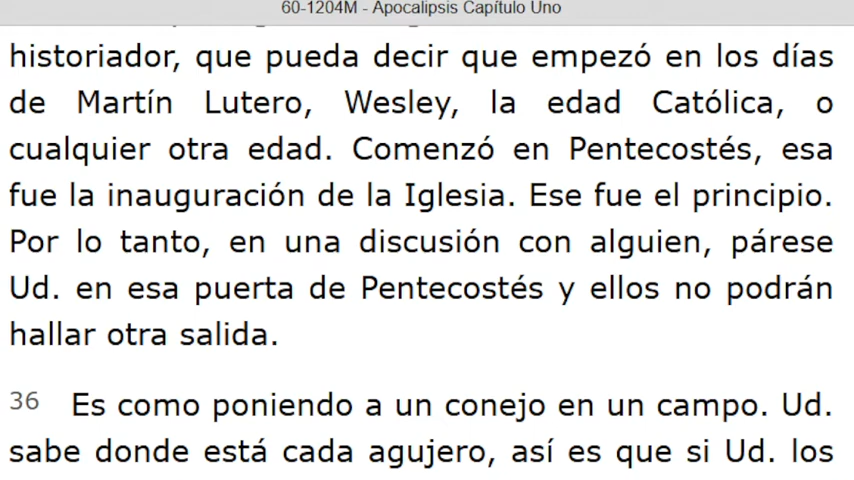 60-1204M - Apocalipsis Capítulo Uno
historiador, que pueda decir que empezó en los días
de Martín Lutero, Wesley, la edad Católica, o
cualquier otra edad. Comenzó en Pentecostés, esa
fue la inauguración de la Iglesia. Ese fue el principio.
Por lo tanto, en una discusión con alguien, párese
Ud. en esa puerta de Pentecostés y ellos no podrán
hallar otra salida.
36 Es como poniendo a un conejo en un campo. Ud.
sabe donde está cada agujero, así es que si Ud. los